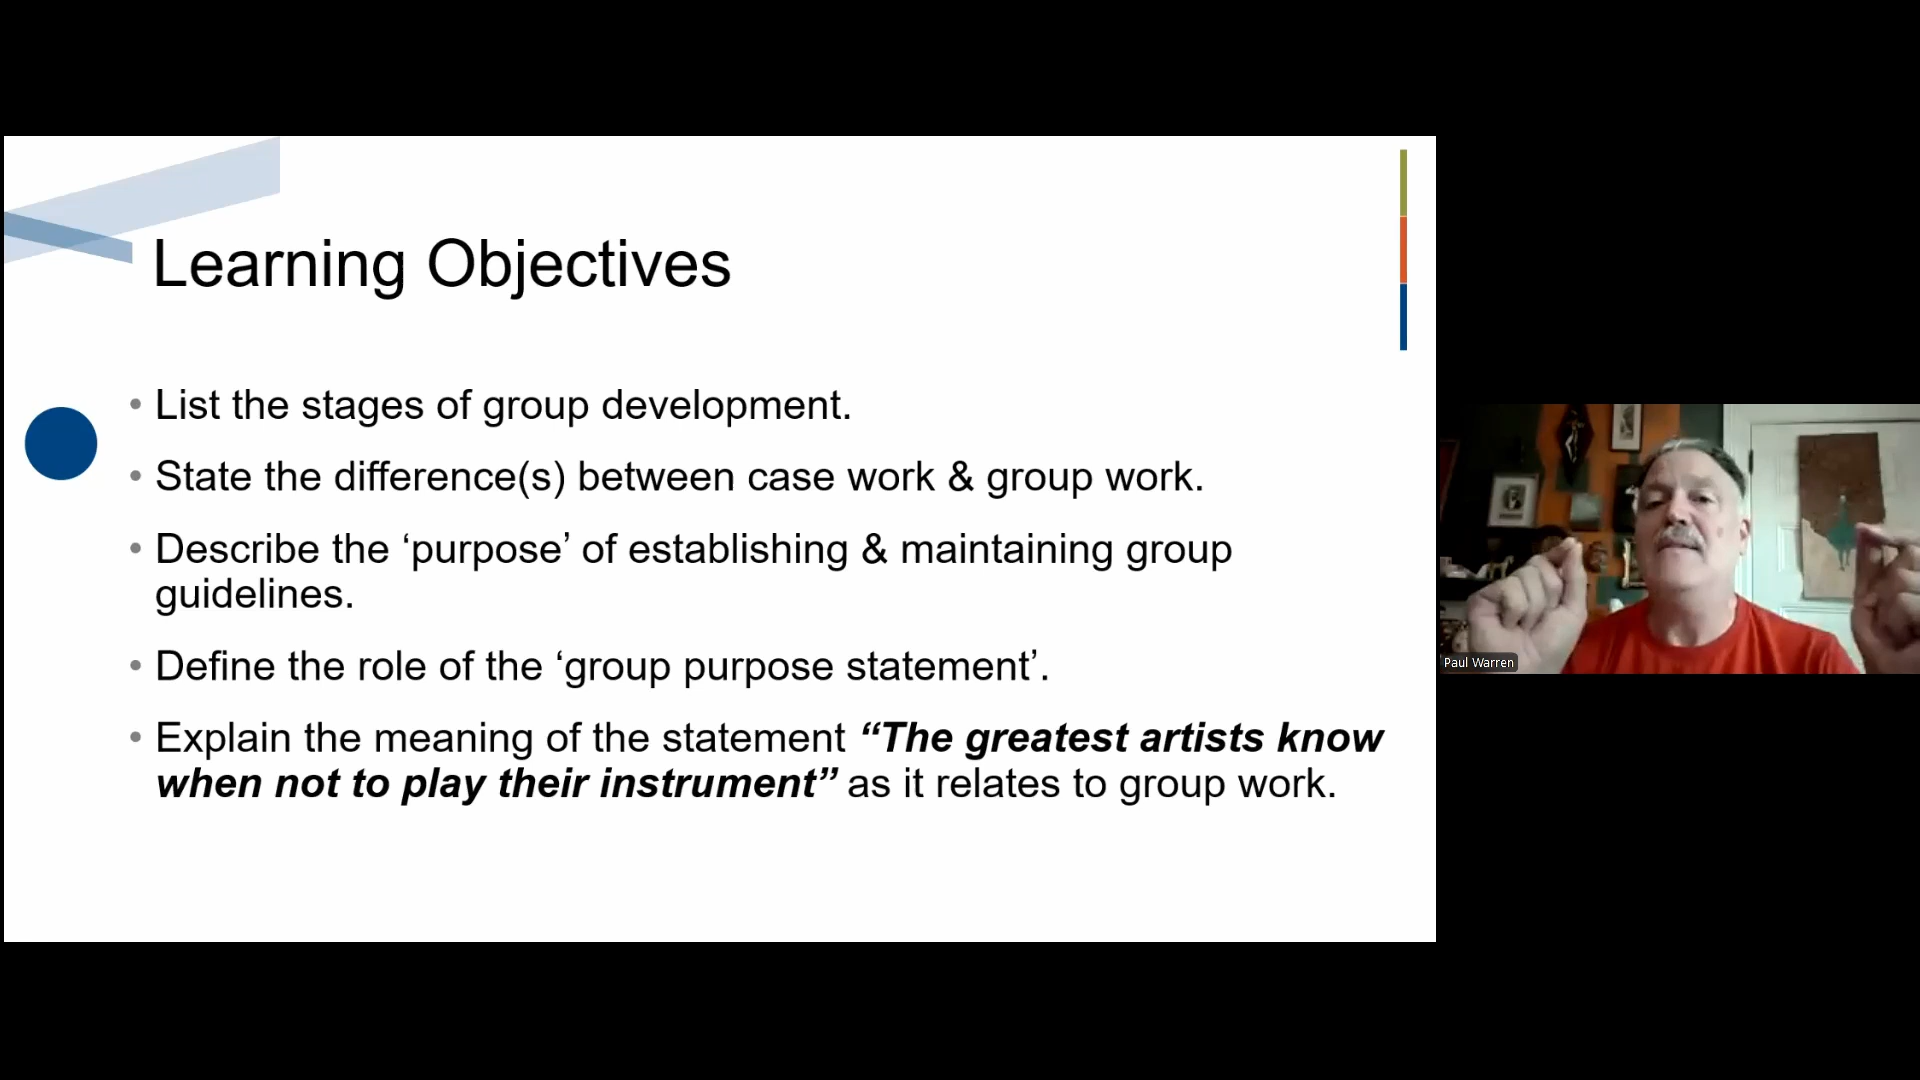 Learning Objectives
• List the stages of group development.
• State the difference(s) between case work & group work.
• Describe the ‘purpose’ of establishing & maintaining group
guidelines.
• Define the role of the ‘group purpose statement’.
• Explain the meaning of the statement “The greatest artists know
when not to play their instrument” as it relates to group work.
Paul Warren